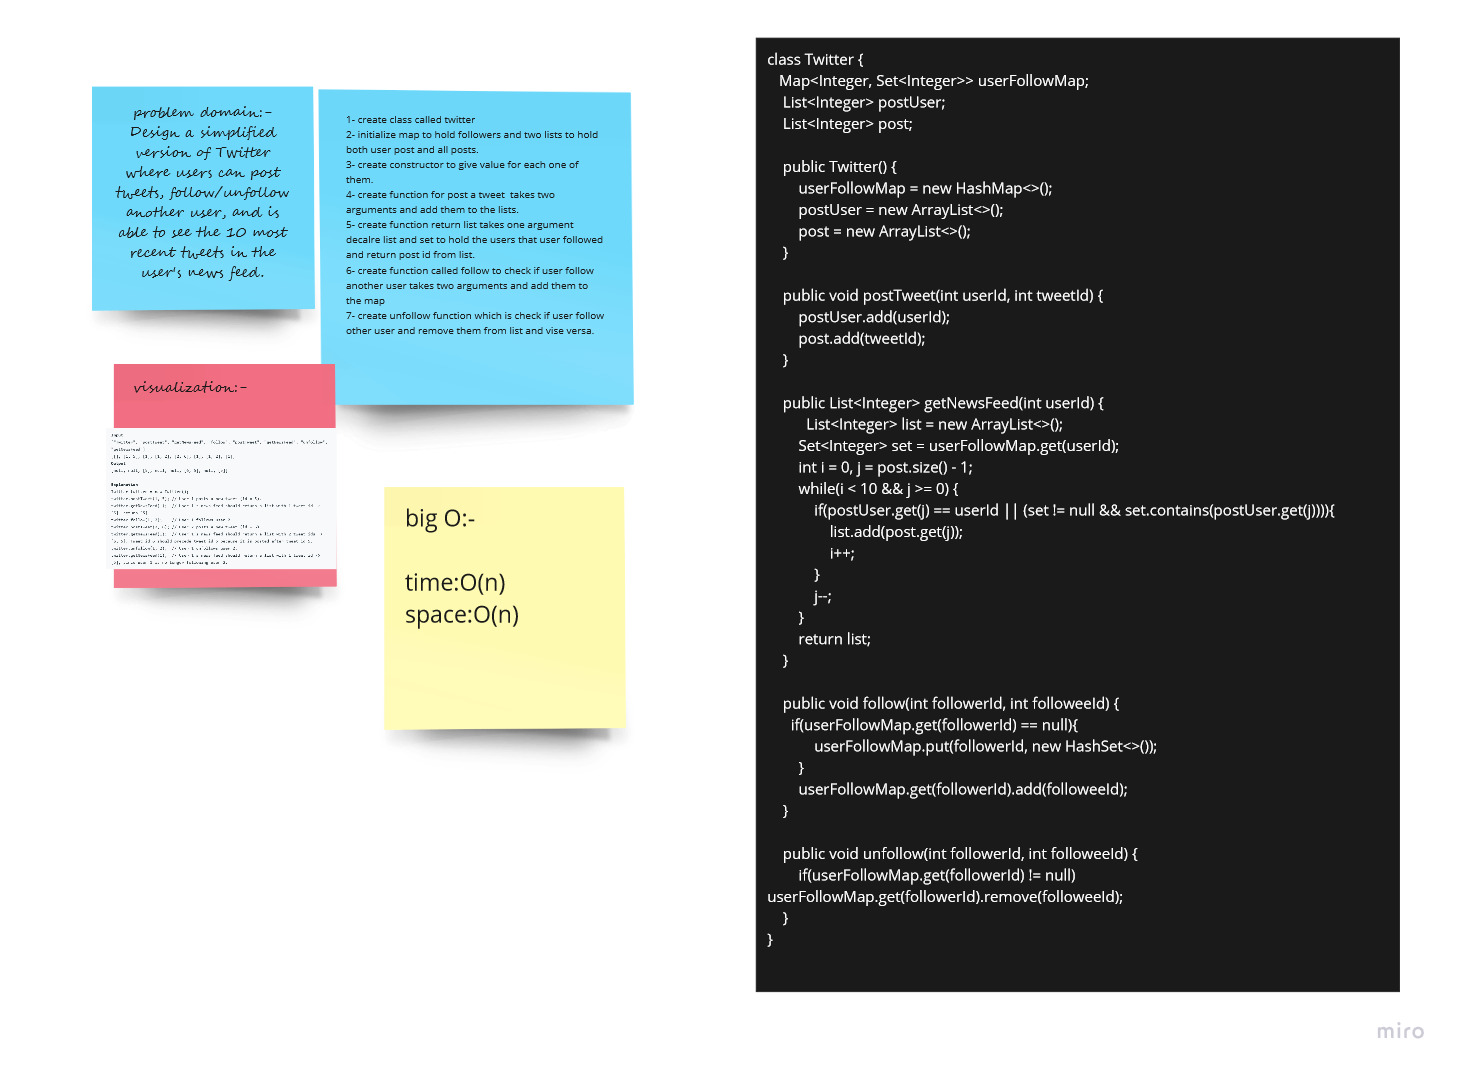 problem domain:-
Design a simplified
version of Twitter
where users can post
tweets, follow/unfollow
another user, and is
able to see the 10 most
recent tweets in the
user's news feed.
1- create class called twitter
2- initialize map to hold followers and two lists to hold
both user post and all posts.
3- create constructor to give value for each one of
them.
4- create function for post a tweet  takes two
arguments and add them to the lists.
5- create function return list takes one argument
decalre list and set to hold the users that user followed
and return post id from list.
6- create function called follow to check if user follow
another user takes two arguments and add them to
the map
7- create unfollow function which is check if user follow
other user and remove them from list and vise versa.
visualization:-
Input
Output
Explanation
big O:-
time:O(n)
space:O(n)
class Twitter {
Map<Integer, Set<Integer>> userFollowMap;
List<Integer> postUser;
List<Integer> post;
public Twitter() {
userFollowMap = new HashMap<>();
postUser = new ArrayList<>();
post = new ArrayList<>();
}
public void postTweet(int userId, int tweetId) {
postUser.add(userId);
post.add(tweetId);
}
public List<Integer> getNewsFeed(int userId) {
List<Integer> list = new ArrayList<>();
Set<Integer> set = userFollowMap.get(userId);
int i = 0, j = post.size() - 1;
while(i < 10 && j >= 0) {
if(postUser.get(j) == userId || (set != null && set.contains(postUser.get(j)))){
list.add(post.get(j));
i++;
}
j--;
}
return list;
}
public void follow(int followerId, int followeeId) {
if(userFollowMap.get(followerId) == null){
userFollowMap.put(followerId, new HashSet<>());
}
userFollowMap.get(followerId).add(followeeId);
}
public void unfollow(int followerId, int followeeId) {
if(userFollowMap.get(followerId) != null)
userFollowMap.get(followerId).remove(followeeId);
}
}
miro